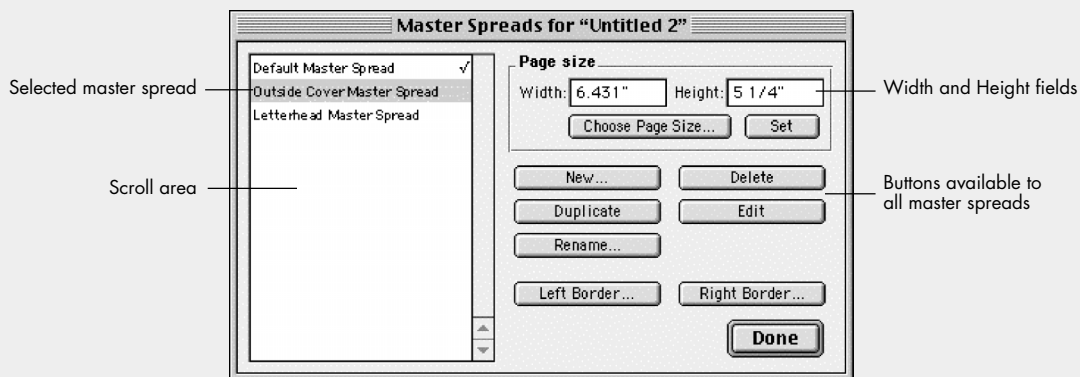 Master Spreads for “Untitled 2”
Default Master Spread √
Outside Cover Master Spread
Letterhead Master Spread
Page size
Width: 6.431" Height: 5 1/4"
Choose Page Size... Set
New... Delete
Duplicate Edit
Rename...
Left Border... Right Border...
Done
Selected master spread
Scroll area
Width and Height fields
Buttons available to
all master spreads